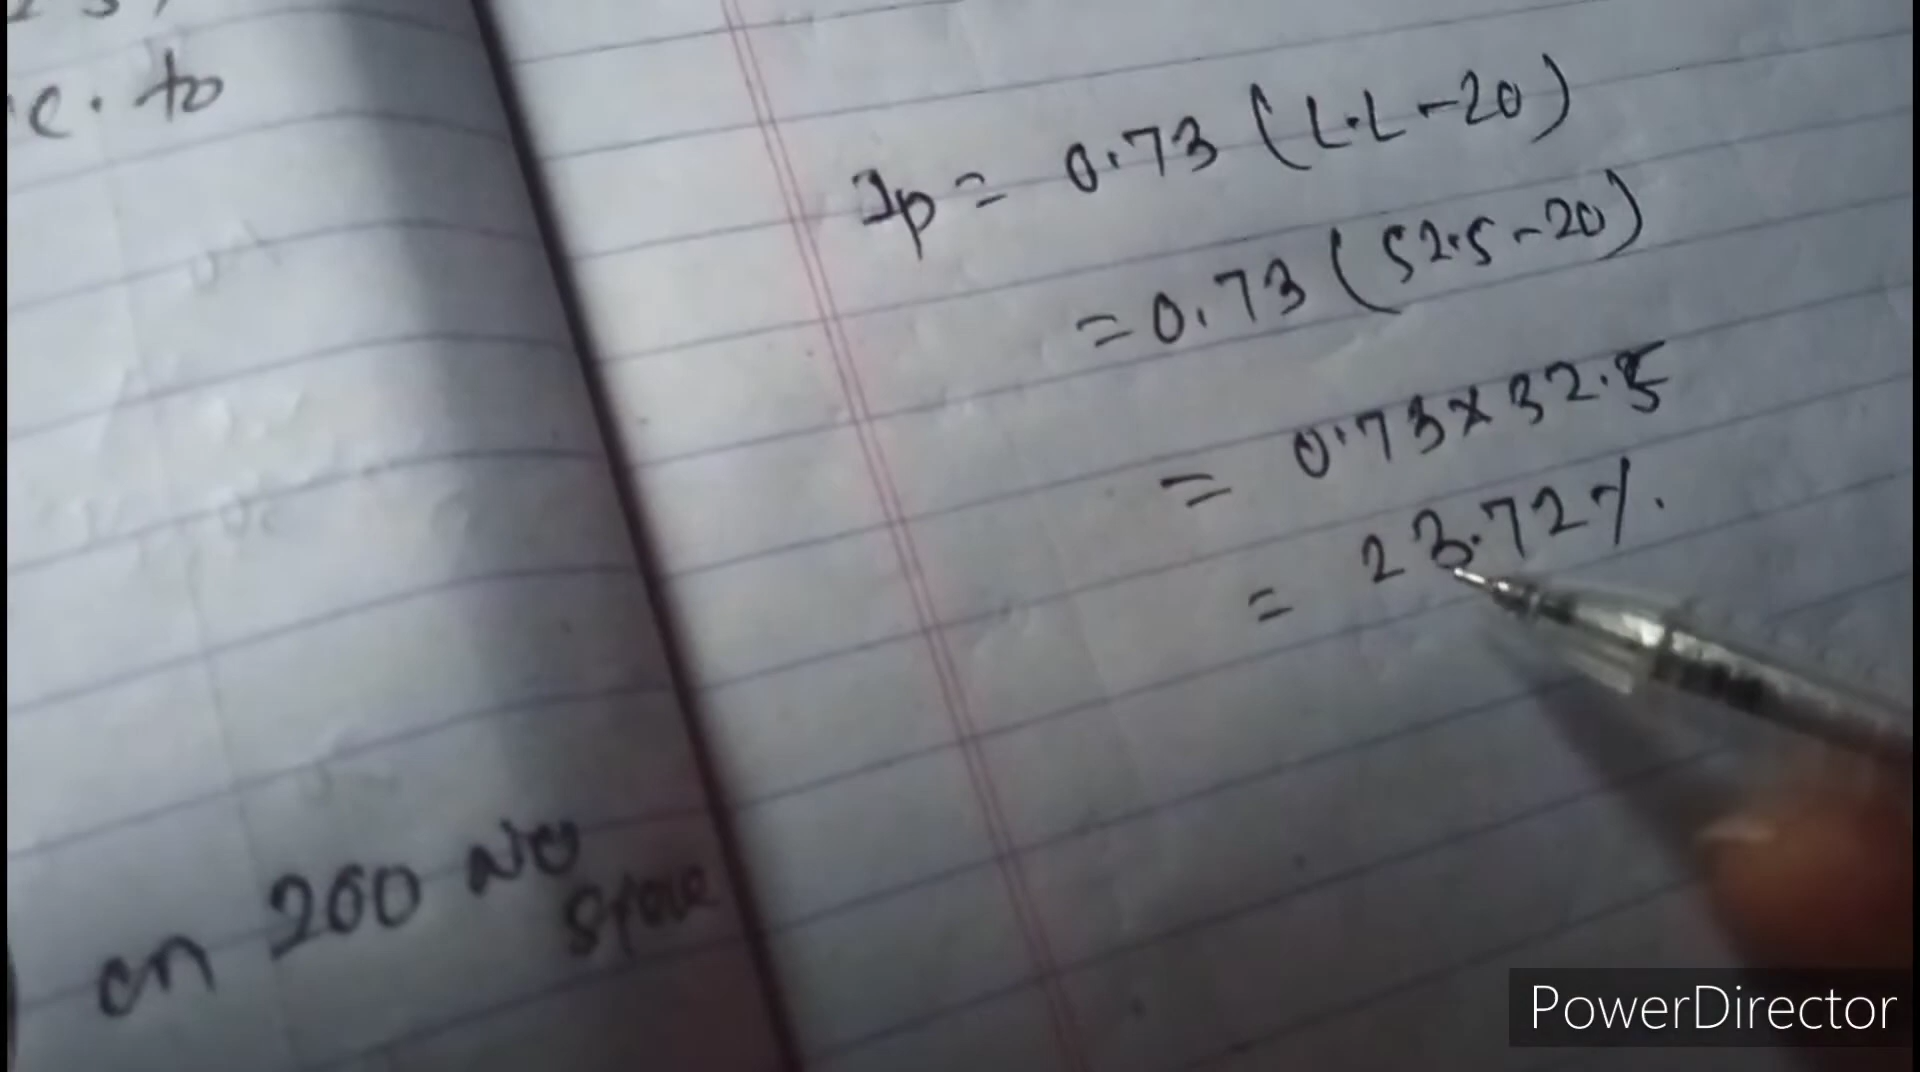 e. to
on 200 No
Ip = 0.73 (L.L - 20)
= 0.73 (52.5 - 20)
= 0.73 x 32.5
= 23.72 %.
PowerDirector